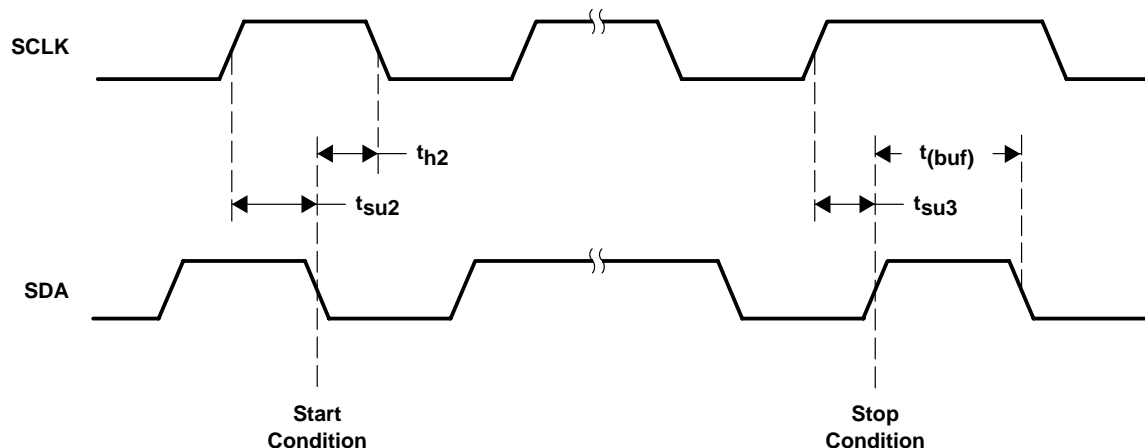 SCLK
th2
t(buf)
tsu2
tsu3
SDA
Start
Condition
Stop
Condition